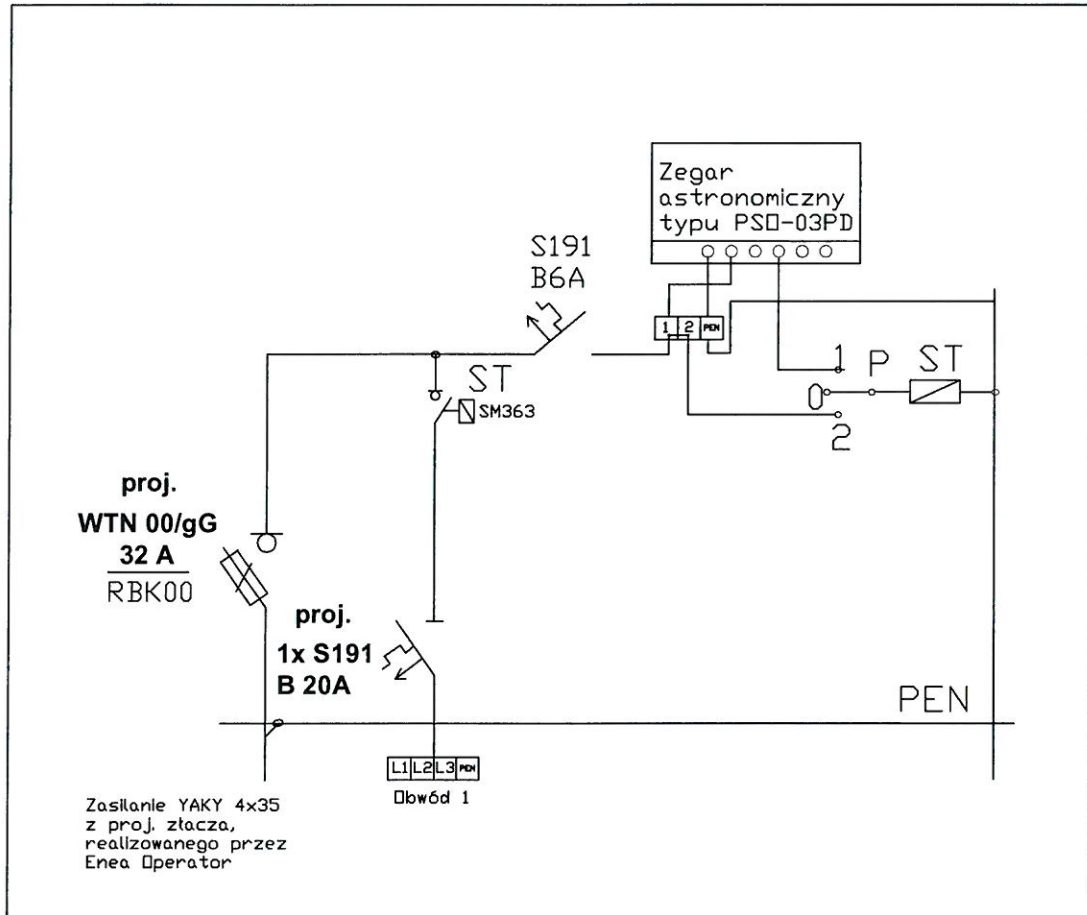 Zegar
astronomiczny
typu PSO-03PD
S191
B6A
1 2 PEN
1
P ST
2
ST
SM363
proj.
WTN 00/gG
32 A
RBK00
proj.
1x S191
B 20A
PEN
L1 L2 L3 PEN
Obwód 1
Zasilanie YAKY 4x35
z proj. złącza,
realizowanego przez
Enea Operator